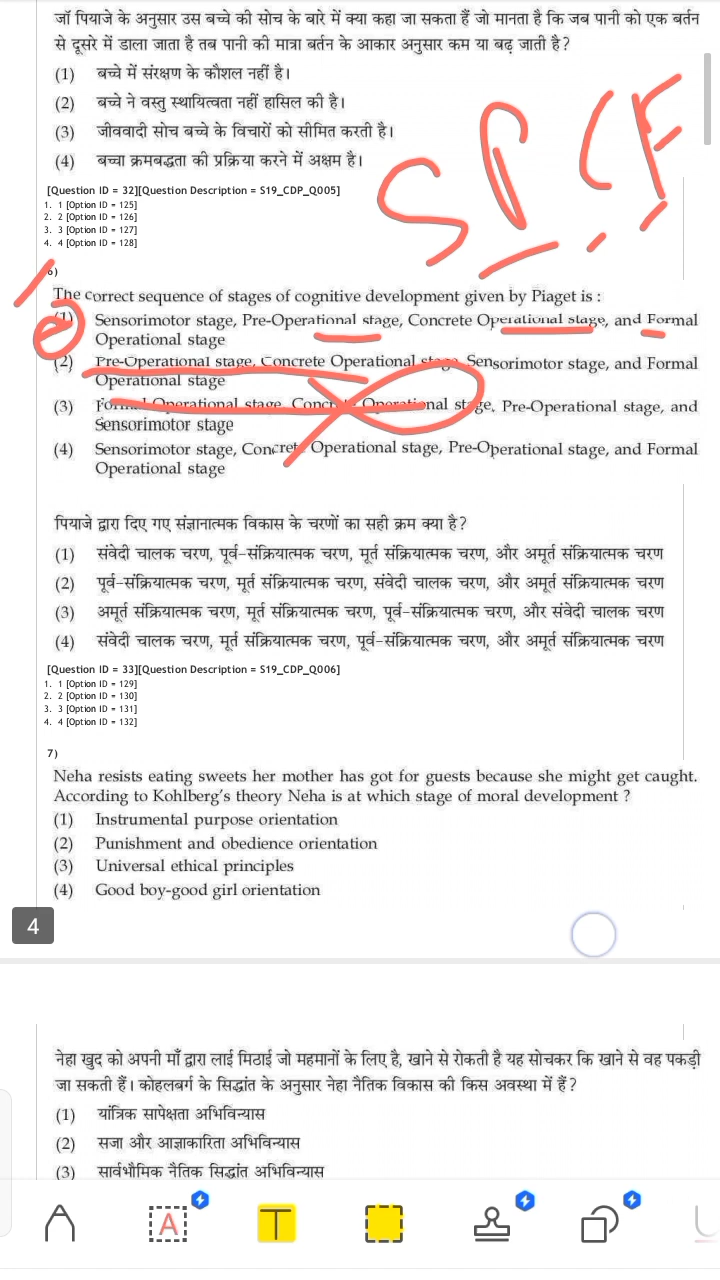 जॉ पियाजे के अनुसार उस बच्चे की सोच के बारे में क्या कहा जा सकता हैं जो मानता है कि जब पानी को एक बर्तन
से दूसरे में डाला जाता है तब पानी की मात्रा बर्तन के आकार अनुसार कम या बढ़ जाती है?
(1) बच्चे में संरक्षण के कौशल नहीं है।
(2) बच्चे ने वस्तु स्थायित्वता नहीं हासिल की है।
(3) जीववादी सोच बच्चे के विचारों को सीमित करती है।
(4) बच्चा क्रमबद्धता की प्रक्रिया करने में अक्षम है।
SPCF
[Question ID = 32][Question Description = S19_CDP_Q005]
1. 1 [Option ID = 125]
2. 2 [Option ID = 126]
3. 3 [Option ID = 127]
4. 4 [Option ID = 128]
6)
The correct sequence of stages of cognitive development given by Piaget is :
(1) Sensorimotor stage, Pre-Operational stage, Concrete Operational stage, and Formal
Operational stage
(2) Pre-Operational stage, Concrete Operational stage, Sensorimotor stage, and Formal
Operational stage
(3) Formal Operational stage, Concrete Operational stage, Pre-Operational stage, and
Sensorimotor stage
(4) Sensorimotor stage, Concrete Operational stage, Pre-Operational stage, and Formal
Operational stage
पियाजे द्वारा दिए गए संज्ञानात्मक विकास के चरणों का सही क्रम क्या है?
(1) संवेदी चालक चरण, पूर्व-संक्रियात्मक चरण, मूर्त संक्रियात्मक चरण, और अमूर्त संक्रियात्मक चरण
(2) पूर्व-संक्रियात्मक चरण, मूर्त संक्रियात्मक चरण, संवेदी चालक चरण, और अमूर्त संक्रियात्मक चरण
(3) अमूर्त संक्रियात्मक चरण, मूर्त संक्रियात्मक चरण, पूर्व-संक्रियात्मक चरण, और संवेदी चालक चरण
(4) संवेदी चालक चरण, मूर्त संक्रियात्मक चरण, पूर्व-संक्रियात्मक चरण, और अमूर्त संक्रियात्मक चरण
[Question ID = 33][Question Description = S19_CDP_Q006]
1. 1 [Option ID = 129]
2. 2 [Option ID = 130]
3. 3 [Option ID = 131]
4. 4 [Option ID = 132]
7)
Neha resists eating sweets her mother has got for guests because she might get caught.
According to Kohlberg's theory Neha is at which stage of moral development ?
(1) Instrumental purpose orientation
(2) Punishment and obedience orientation
(3) Universal ethical principles
(4) Good boy-good girl orientation
4
नेहा खुद को अपनी माँ द्वारा लाई मिठाई जो महमानों के लिए है, खाने से रोकती है यह सोचकर कि खाने से वह पकड़ी
जा सकती हैं। कोहलबर्ग के सिद्धांत के अनुसार नेहा नैतिक विकास की किस अवस्था में हैं?
(1) यांत्रिक सापेक्षता अभिविन्यास
(2) सजा और आज्ञाकारिता अभिविन्यास
(3) सार्वभौमिक नैतिक सिद्धांत अभिविन्यास
A T U